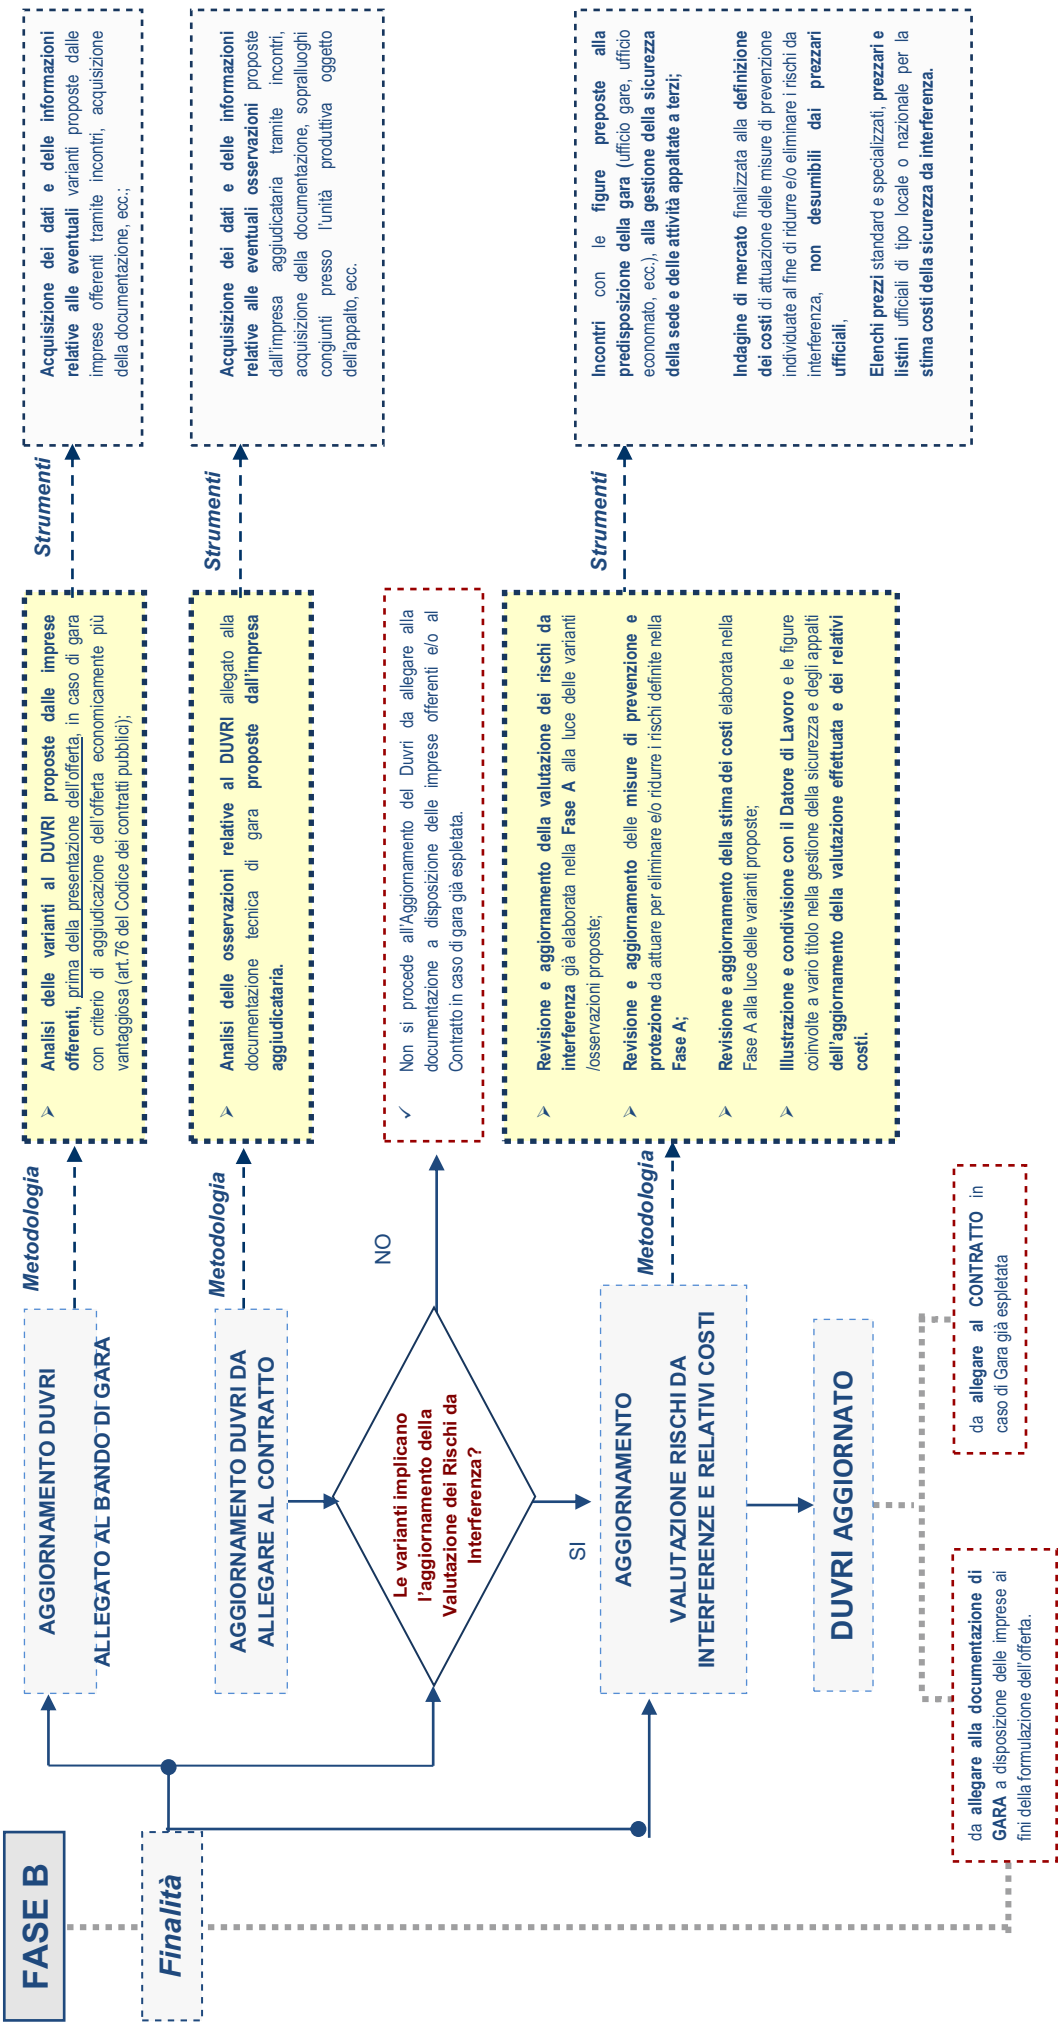 FASE B
Finalità
AGGIORNAMENTO DUVRI
ALLEGATO AL BANDO DI GARA
Metodologia
➢ Analisi delle varianti al DUVRI proposte dalle imprese
offerenti, prima della presentazione dell'offerta, in caso di gara
con criterio di aggiudicazione dell'offerta economicamente più
vantaggiosa (art.76 del Codice dei contratti pubblici);
Strumenti
Acquisizione dei dati e delle informazioni
relative alle eventuali varianti proposte dalle
imprese offerenti tramite incontri, acquisizione
della documentazione, ecc.;
AGGIORNAMENTO DUVRI DA
ALLEGARE AL CONTRATTO
Metodologia
➢ Analisi delle osservazioni relative al DUVRI allegato alla
documentazione tecnica di gara proposte dall'impresa
aggiudicataria.
Strumenti
Acquisizione dei dati e delle informazioni
relative alle eventuali osservazioni proposte
dall'impresa aggiudicataria tramite incontri,
acquisizione della documentazione, sopralluoghi
congiunti presso l'unità produttiva oggetto
dell'appalto, ecc.
Le varianti implicano
l'aggiornamento della
Valutazione dei Rischi da
Interferenza?
NO
✓ Non si procede all'Aggiornamento del Duvri da allegare alla
documentazione a disposizione delle imprese offerenti e/o al
Contratto in caso di gara già espletata.
SI
AGGIORNAMENTO
VALUTAZIONE RISCHI DA
INTERFERENZE E RELATIVI COSTI
Metodologia
➢ Revisione e aggiornamento della valutazione dei rischi da
interferenza già elaborata nella Fase A alla luce delle varianti
/osservazioni proposte;
➢ Revisione e aggiornamento delle misure di prevenzione e
protezione da attuare per eliminare e/o ridurre i rischi definite nella
Fase A;
➢ Revisione e aggiornamento della stima dei costi elaborata nella
Fase A alla luce delle varianti proposte;
➢ Illustrazione e condivisione con il Datore di Lavoro e le figure
coinvolte a vario titolo nella gestione della sicurezza e degli appalti
dell'aggiornamento della valutazione effettuata e dei relativi
costi.
Strumenti
Incontri con le figure preposte alla
predisposizione della gara (ufficio gare, ufficio
economato, ecc.), alla gestione della sicurezza
della sede e delle attività appaltate a terzi;
Indagine di mercato finalizzata alla definizione
dei costi di attuazione delle misure di prevenzione
individuate al fine di ridurre e/o eliminare i rischi da
interferenza, non desumibili dai prezzari
ufficiali,
Elenchi prezzi standard e specializzati, prezzari e
listini ufficiali di tipo locale o nazionale per la
stima costi della sicurezza da interferenza.
DUVRI AGGIORNATO
da allegare alla documentazione di
GARA a disposizione delle imprese ai
fini della formulazione dell'offerta.
da allegare al CONTRATTO in
caso di Gara già espletata